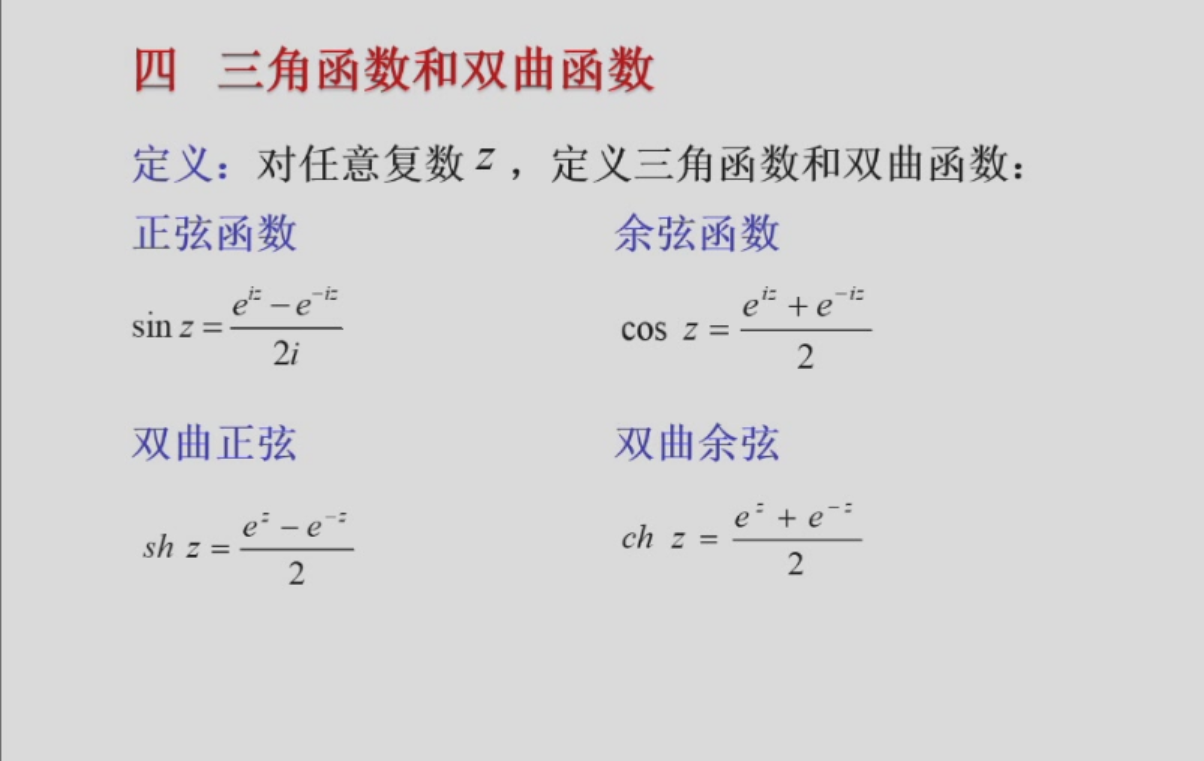 四 三角函数和双曲函数
定义：对任意复数 z ，定义三角函数和双曲函数：
正弦函数 余弦函数
sin z = \frac{e^{iz} - e^{-iz}}{2i} cos z = \frac{e^{iz} + e^{-iz}}{2}
双曲正弦 双曲余弦
sh z = \frac{e^{z} - e^{-z}}{2} ch z = \frac{e^{z} + e^{-z}}{2}